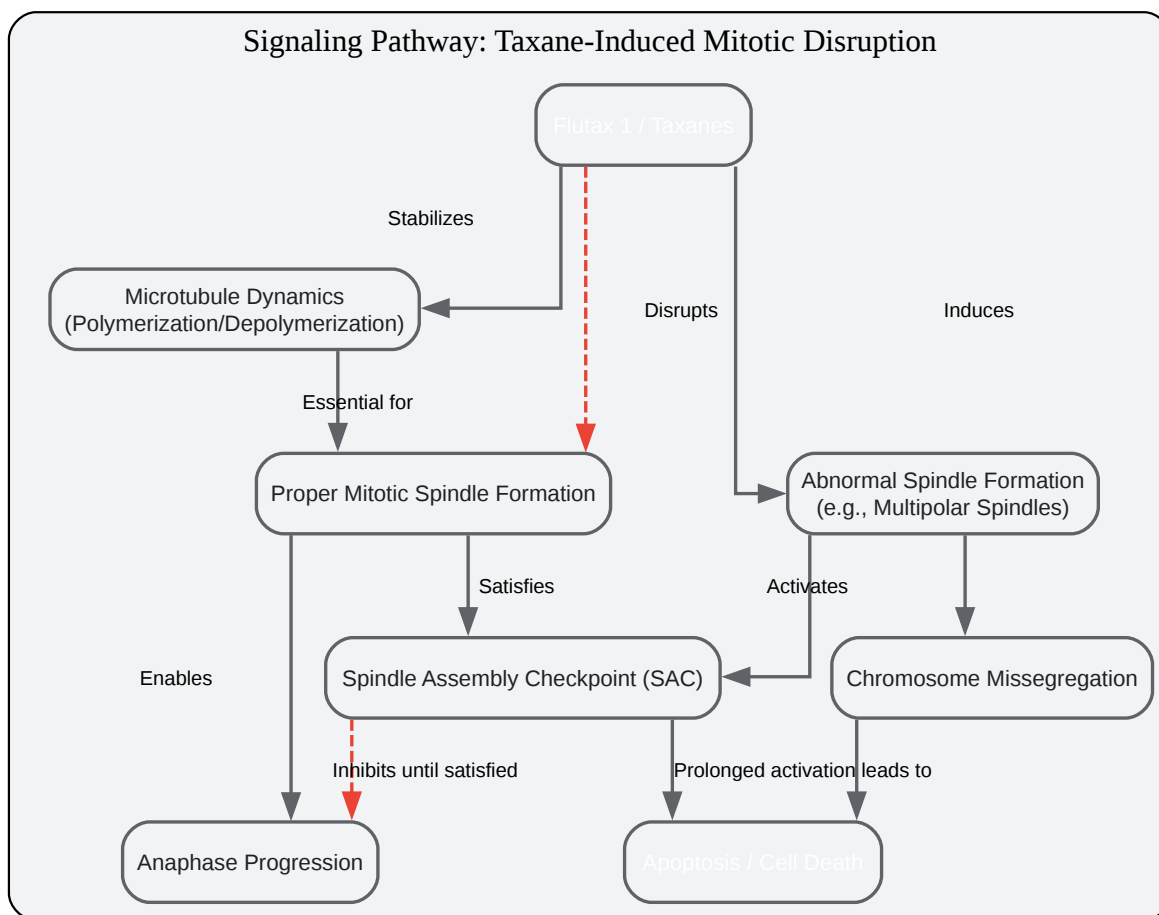 Signaling Pathway: Taxane-Induced Mitotic Disruption
Flutax 1 / Taxanes
Stabilizes
Microtubule Dynamics
(Polymerization/Depolymerization)
Disrupts
Induces
Essential for
Proper Mitotic Spindle Formation
Abnormal Spindle Formation
(e.g., Multipolar Spindles)
Satisfies
Activates
Enables
Spindle Assembly Checkpoint (SAC)
Chromosome Missegregation
Inhibits until satisfied
Prolonged activation leads to
Anaphase Progression
Apoptosis / Cell Death